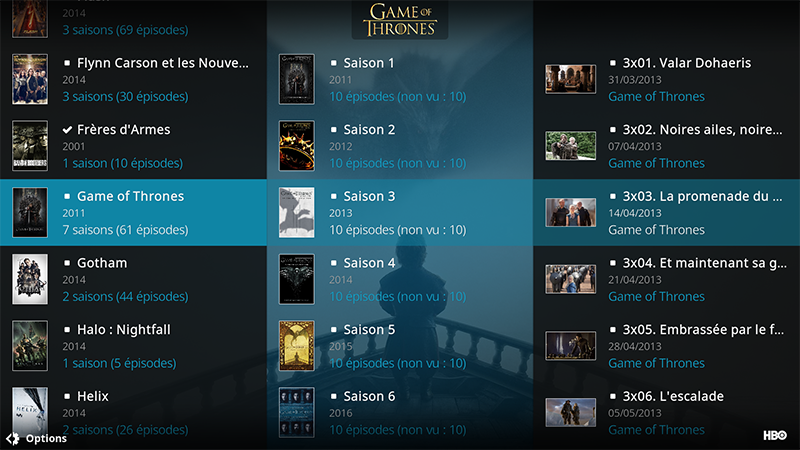 2014
3 saisons (69 épisodes)
Flynn Carson et les Nouve...
2014
3 saisons (30 épisodes)
Frères d'Armes
2001
1 saison (10 épisodes)
Game of Thrones
2011
7 saisons (61 épisodes)
Gotham
2014
2 saisons (44 épisodes)
Halo : Nightfall
2014
1 saison (5 épisodes)
Helix
2014
2 saisons (26 épisodes)
Options
GAME OF
THRONES
Saison 1
2011
10 épisodes (non vu : 10)
Saison 2
2012
10 épisodes (non vu : 10)
Saison 3
2013
10 épisodes (non vu : 10)
Saison 4
2014
10 épisodes (non vu : 10)
Saison 5
2015
10 épisodes (non vu : 10)
Saison 6
2016
10 épisodes (non vu : 10)
3x01. Valar Dohaeris
31/03/2013
Game of Thrones
3x02. Noires ailes, noire...
07/04/2013
Game of Thrones
3x03. La promenade du ...
14/04/2013
Game of Thrones
3x04. Et maintenant sa g...
21/04/2013
Game of Thrones
3x05. Embrassée par le f...
28/04/2013
Game of Thrones
3x06. L'escalade
05/05/2013
Game of Thrones
HBO